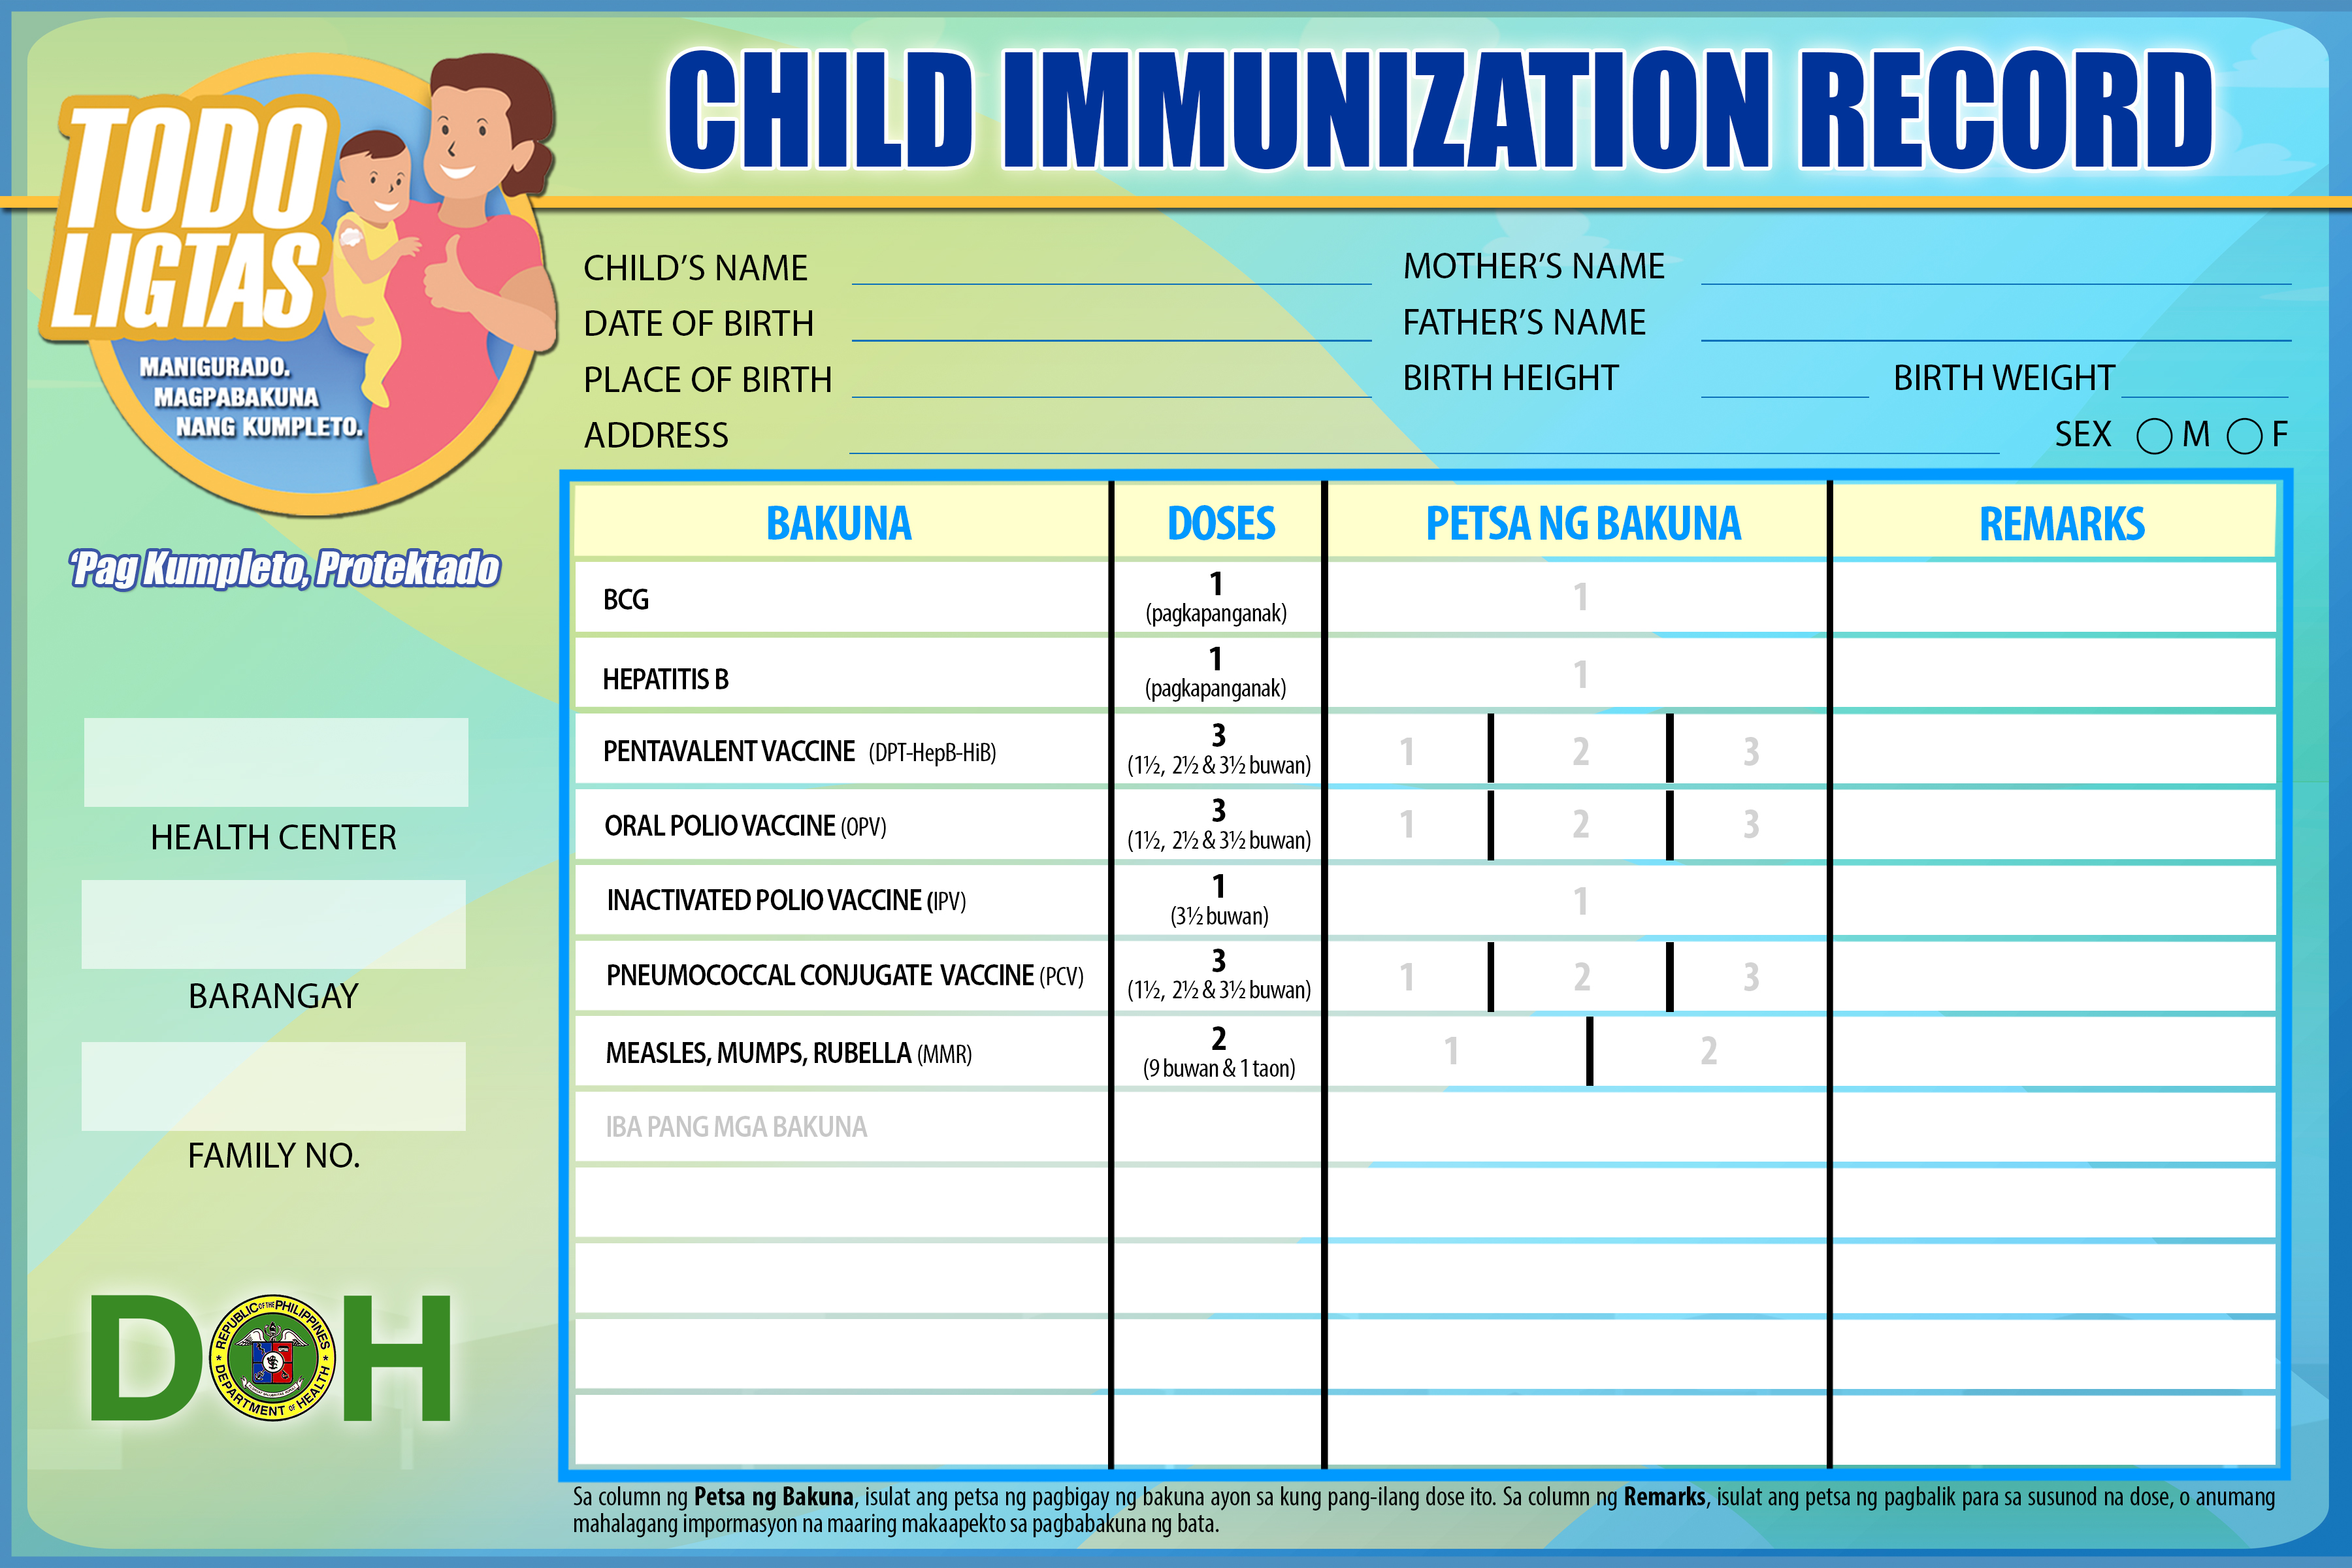 CHILD IMMUNIZATION RECORD
TODO
LIGTAS
MANIGURADO.
MAGPABAKUNA
NANG KUMPLETO.
'Pag Kumpleto, Protektado
HEALTH CENTER
BARANGAY
FAMILY NO.
DOH
REPUBLIC OF THE PHILIPPINES
DEPARTMENT OF HEALTH
CHILD'S NAME
DATE OF BIRTH
PLACE OF BIRTH
ADDRESS
MOTHER'S NAME
FATHER'S NAME
BIRTH HEIGHT BIRTH WEIGHT
SEX M F
BAKUNA DOSES PETSA NG BAKUNA REMARKS
BCG 1 (pagkapanganak) 1
HEPATITIS B 1 (pagkapanganak) 1
PENTAVALENT VACCINE (DPT-HepB-HiB) 3 (1½, 2½ & 3½ buwan) 1 2 3
ORAL POLIO VACCINE (OPV) 3 (1½, 2½ & 3½ buwan) 1 2 3
INACTIVATED POLIO VACCINE (IPV) 1 (3½ buwan) 1
PNEUMOCOCCAL CONJUGATE VACCINE (PCV) 3 (1½, 2½ & 3½ buwan) 1 2 3
MEASLES, MUMPS, RUBELLA (MMR) 2 (9 buwan & 1 taon) 1 2
IBA PANG MGA BAKUNA
Sa column ng Petsa ng Bakuna, isulat ang petsa ng pagbigay ng bakuna ayon sa kung pang-ilang dose ito. Sa column ng Remarks, isulat ang petsa ng pagbalik para sa susunod na dose, o anumang
mahalagang impormasyon na maaring makaapekto sa pagbabakuna ng bata.